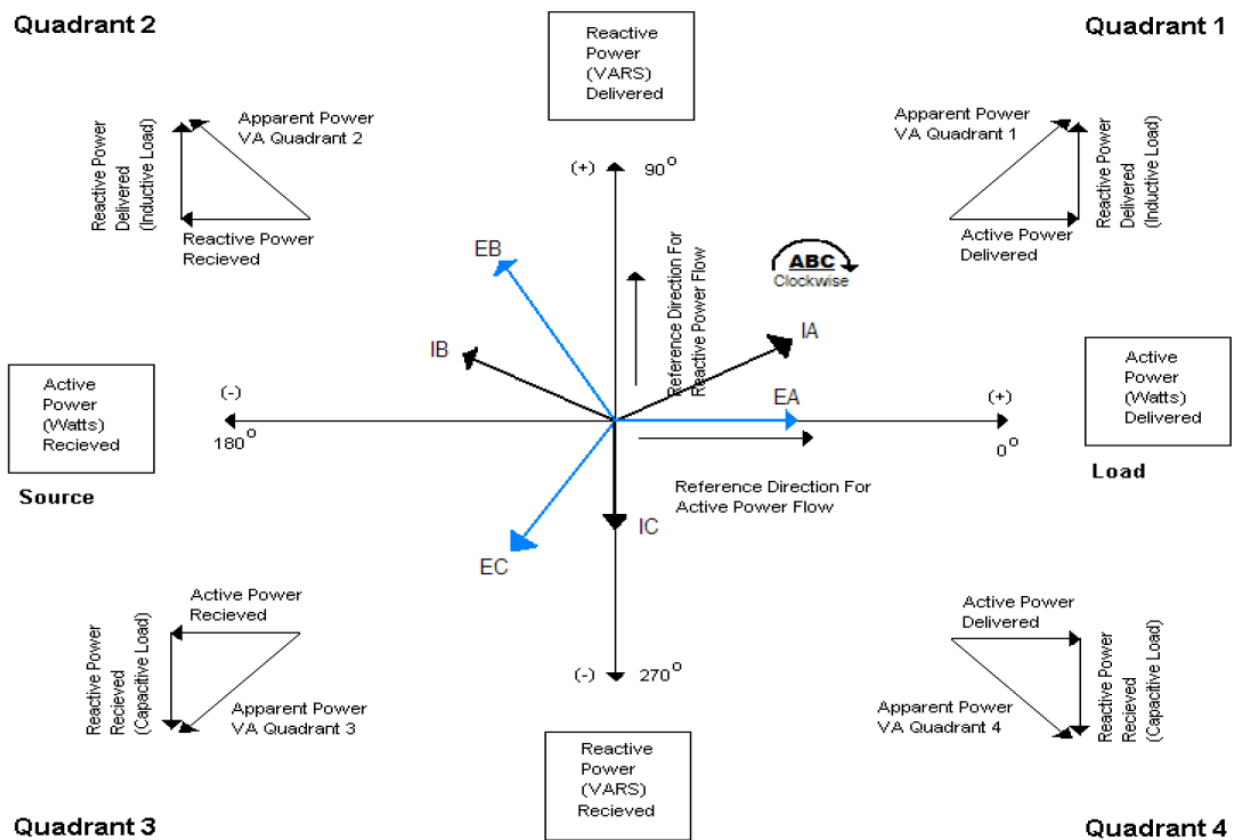 Quadrant 2
Reactive
Power
(VARS)
Delivered
Quadrant 1
Reactive Power
Delivered
(Inductive Load)
Apparent Power
VA Quadrant 2
Reactive Power
Recieved
Apparent Power
VA Quadrant 1
Active Power
Delivered
Reactive Power
Delivered
(Inductive Load)
(+)
90°
EB
Reference Direction For
Reactive Power Flow
ABC
Clockwise
IB
IA
EA
Active
Power
(Watts)
Recieved
Source
(-)
180°
(+)
0°
Active
Power
(Watts)
Delivered
Load
Reference Direction For
Active Power Flow
IC
EC
Reactive Power
Recieved
(Capacitive Load)
Active Power
Recieved
Apparent Power
VA Quadrant 3
(-)
270°
Active Power
Delivered
Apparent Power
VA Quadrant 4
Reactive Power
Recieved
(Capacitive Load)
Reactive
Power
(VARS)
Recieved
Quadrant 3
Quadrant 4